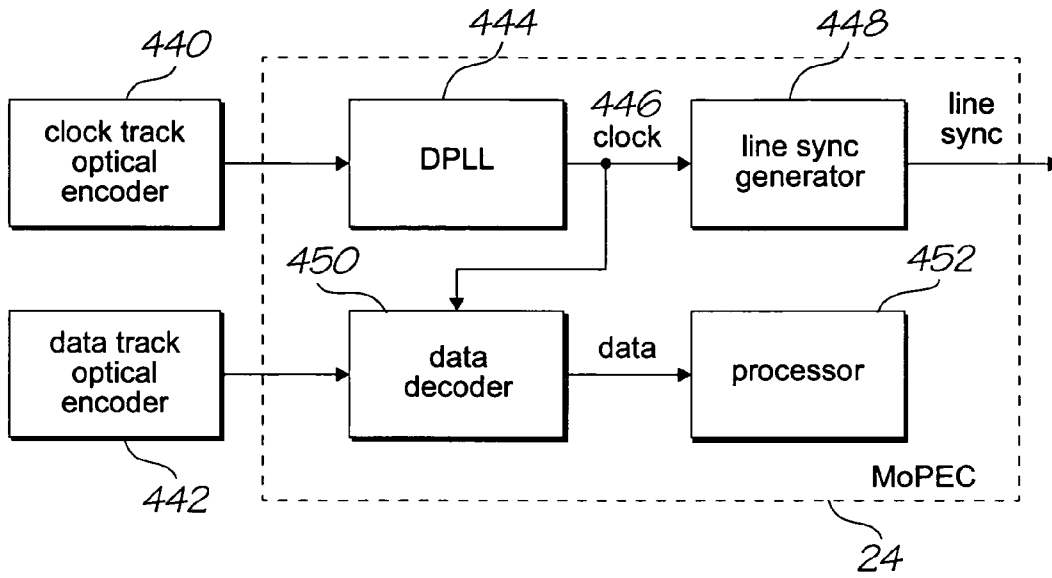 440
444
448
clock track
optical
encoder
DPLL
446
clock
line sync
generator
line
sync
450
452
data track
optical
encoder
data
decoder
data
processor
442
MoPEC
24